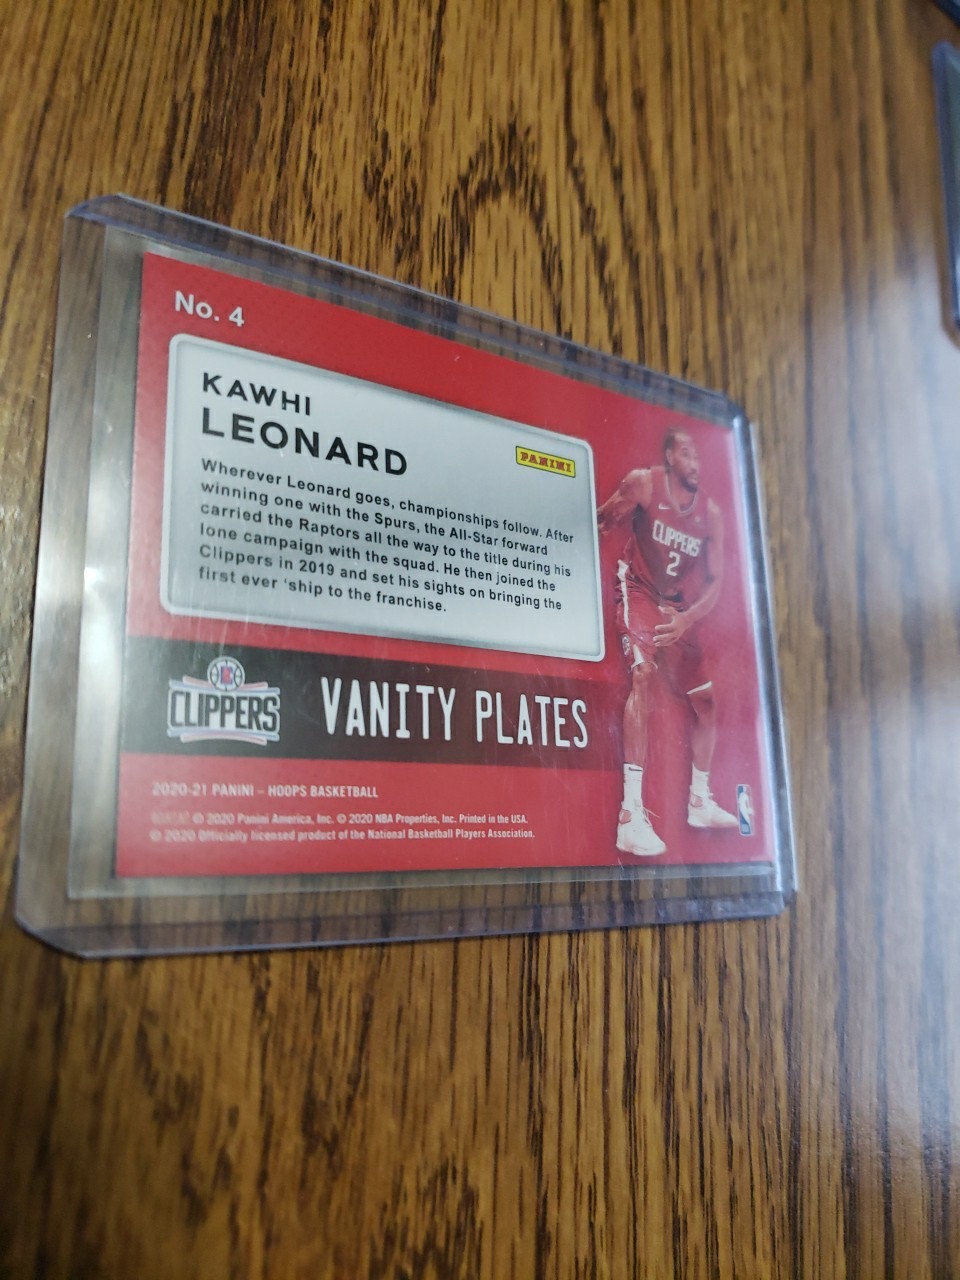 No. 4
KAWHI
LEONARD
PANINI
Wherever Leonard goes, championships follow. After
winning one with the Spurs, the All-Star forward
carried the Raptors all the way to the title during his
lone campaign with the squad. He then joined the
Clippers in 2019 and set his sights on bringing the
first ever 'ship to the franchise.
CLIPPERS
2
CLIPPERS
VANITY PLATES
2020-21 PANINI – HOOPS BASKETBALL
© 2020 Panini America, Inc. © 2020 NBA Properties, Inc. Printed in the USA.
© 2020 Officially licensed product of the National Basketball Players Association.